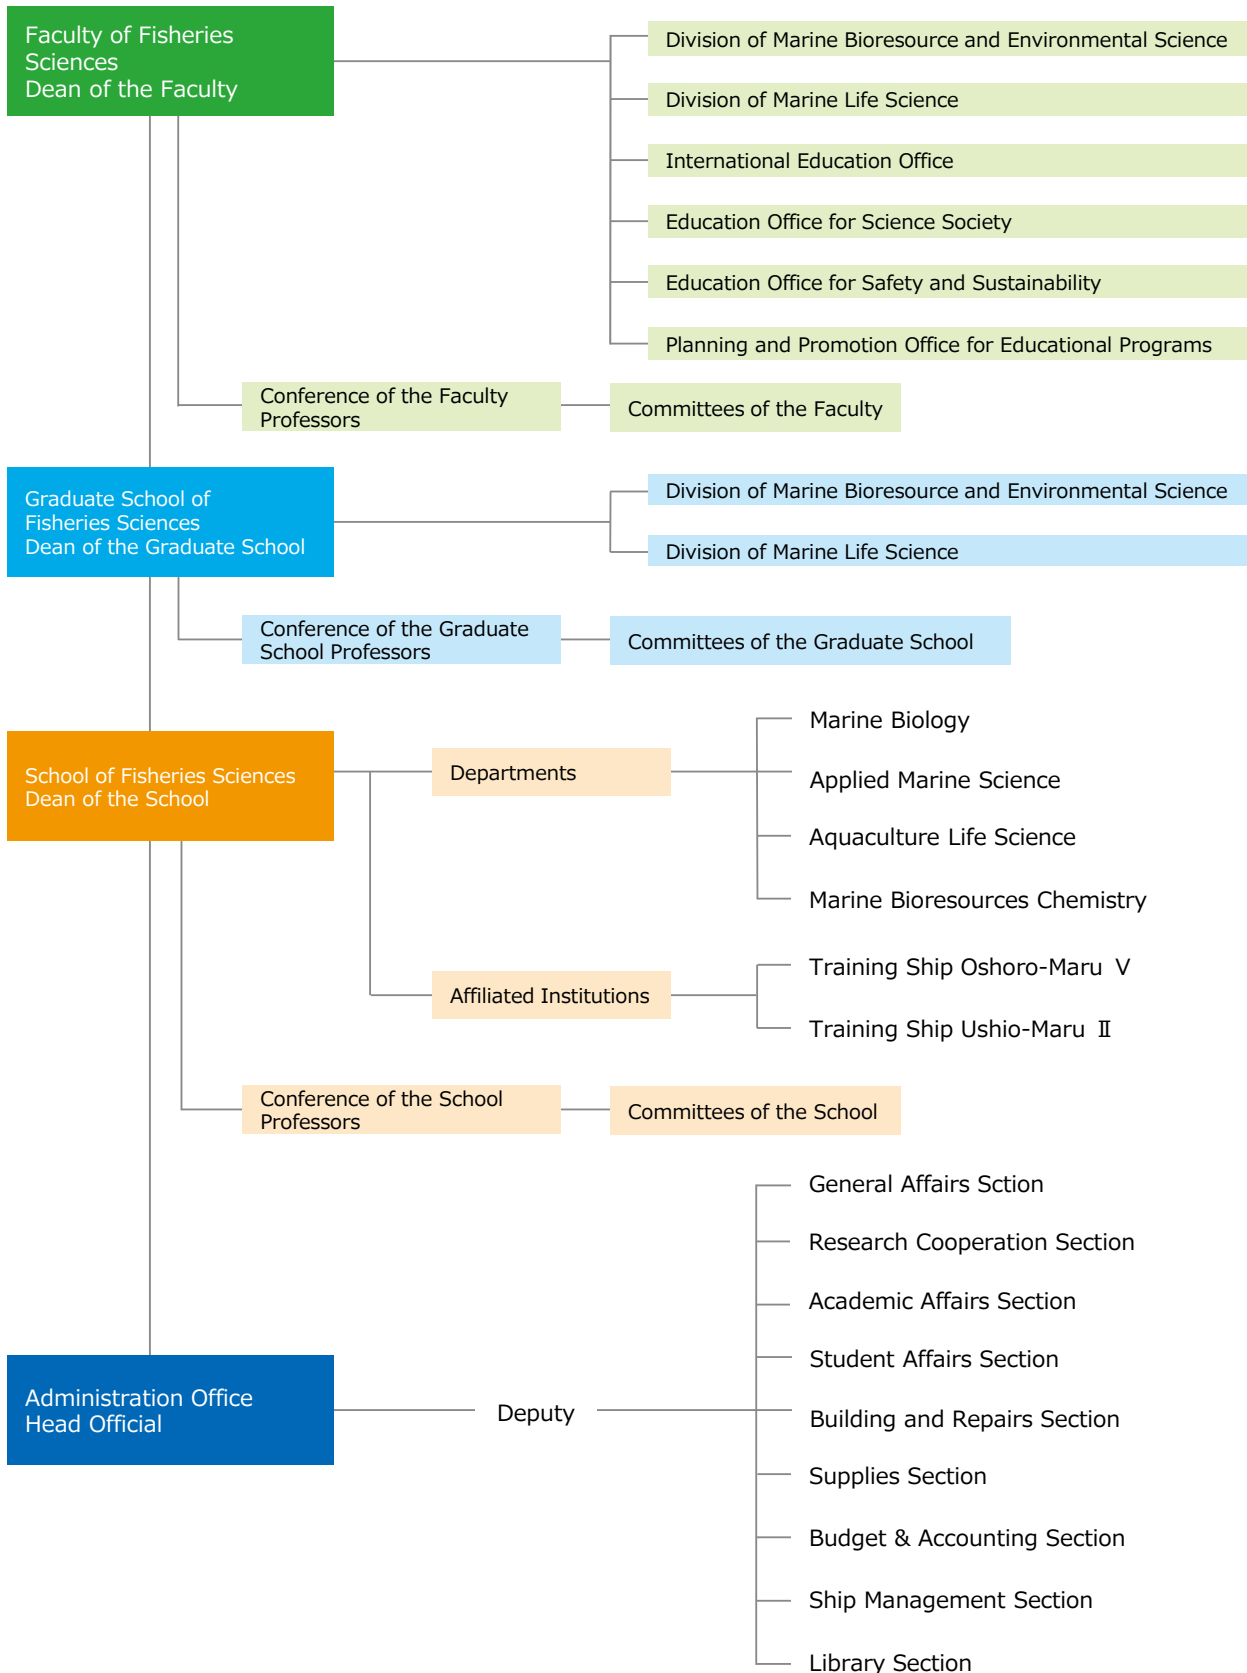 Faculty of Fisheries
Sciences
Dean of the Faculty
Division of Marine Bioresource and Environmental Science
Division of Marine Life Science
International Education Office
Education Office for Science Society
Education Office for Safety and Sustainability
Planning and Promotion Office for Educational Programs
Conference of the Faculty
Professors
Committees of the Faculty
Graduate School of
Fisheries Sciences
Dean of the Graduate School
Division of Marine Bioresource and Environmental Science
Division of Marine Life Science
Conference of the Graduate
School Professors
Committees of the Graduate School
School of Fisheries Sciences
Dean of the School
Departments
Marine Biology
Applied Marine Science
Aquaculture Life Science
Marine Bioresources Chemistry
Affiliated Institutions
Training Ship Oshoro-Maru Ⅴ
Training Ship Ushio-Maru Ⅱ
Conference of the School
Professors
Committees of the School
Administration Office
Head Official
Deputy
General Affairs Sction
Research Cooperation Section
Academic Affairs Section
Student Affairs Section
Building and Repairs Section
Supplies Section
Budget & Accounting Section
Ship Management Section
Library Section